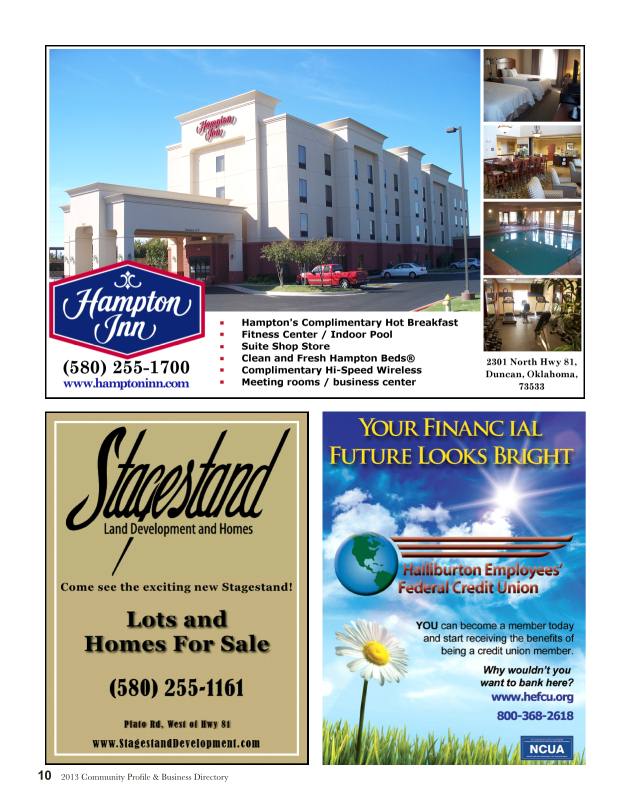 Hampton
Inn
Hampton
Inn
(580) 255-1700
www.hamptoninn.com
▪ Hampton's Complimentary Hot Breakfast
▪ Fitness Center / Indoor Pool
▪ Suite Shop Store
▪ Clean and Fresh Hampton Beds®
▪ Complimentary Hi-Speed Wireless
▪ Meeting rooms / business center
2301 North Hwy 81,
Duncan, Oklahoma,
73533
Stagestand
Land Development and Homes
Come see the exciting new Stagestand!
Lots and
Homes For Sale
(580) 255-1161
Plato Rd, West of Hwy 81
www.StagestandDevelopment.com
YOUR FINANC IAL
FUTURE LOOKS BRIGHT
Halliburton Employees'
Federal Credit Union
YOU can become a member today
and start receiving the benefits of
being a credit union member.
Why wouldn't you
want to bank here?
www.hefcu.org
800-368-2618
NCUA
10 2013 Community Profile & Business Directory